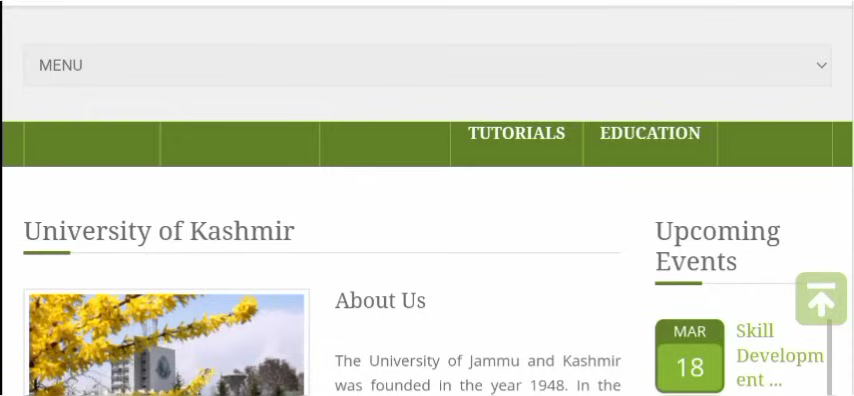 MENU
TUTORIALS EDUCATION
University of Kashmir
About Us
The University of Jammu and Kashmir
was founded in the year 1948. In the
Upcoming
Events
MAR
18
Skill
Developm
ent ...